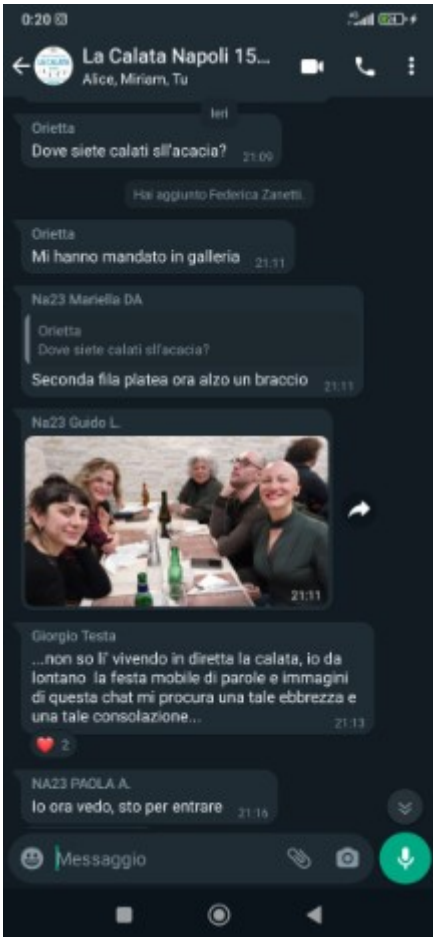 0:20
La Calata Napoli 15...
Alice, Miriam, Tu
Ieri
Orietta
Dove siete calati sll'acacia? 21:09
Hai aggiunto Federica Zanetti.
Orietta
Mi hanno mandato in galleria 21:11
Na23 Mariella DA
Orietta
Dove siete calati sll'acacia?
Seconda fila platea ora alzo un braccio 21:11
Na23 Guido L.
21:11
Giorgio Testa
...non so li' vivendo in diretta la calata, io da
lontano la festa mobile di parole e immagini
di questa chat mi procura una tale ebbrezza e
una tale consolazione... 21:13
2
NA23 PAOLA A.
Io ora vedo, sto per entrare 21:16
Messaggio